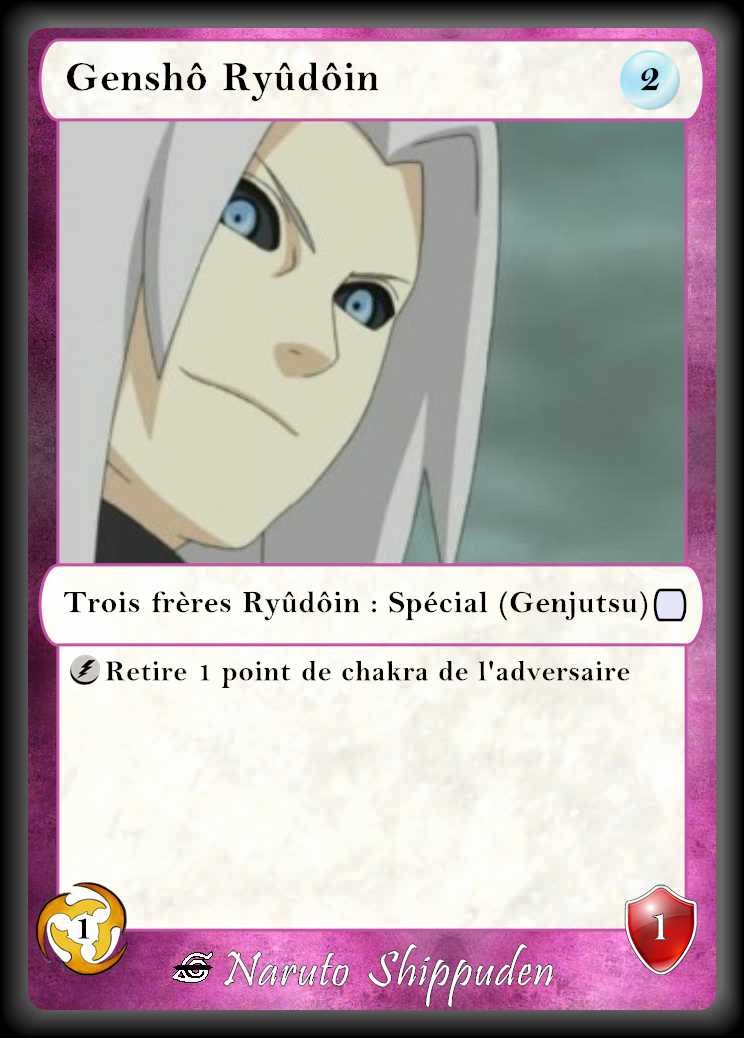 Genshô Ryûdôin 2
Trois frères Ryûdôin : Spécial (Genjutsu)
Retire 1 point de chakra de l'adversaire
1 1
Naruto Shippuden